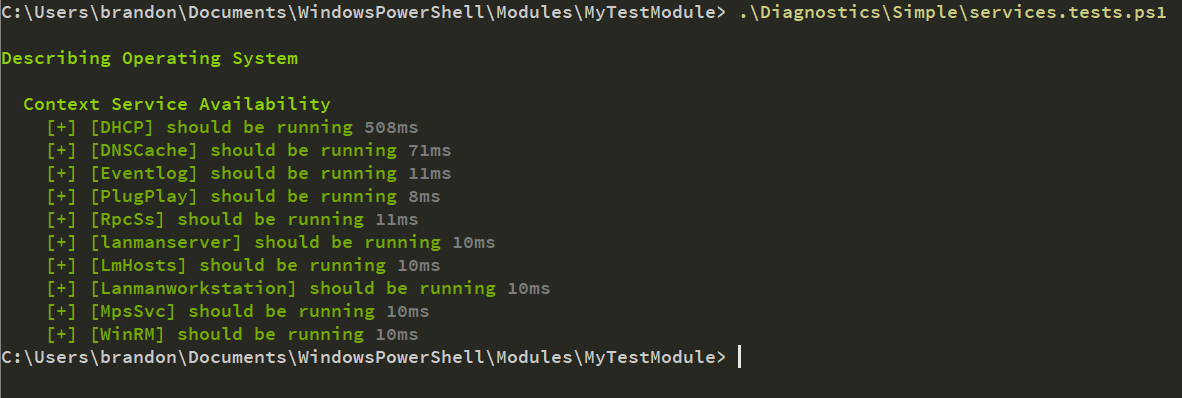 C:\Users\brandon\Documents\WindowsPowerShell\Modules\MyTestModule> .\Diagnostics\Simple\services.tests.ps1
Describing Operating System
Context Service Availability
[+] [DHCP] should be running 508ms
[+] [DNSCache] should be running 71ms
[+] [Eventlog] should be running 11ms
[+] [PlugPlay] should be running 8ms
[+] [RpcSs] should be running 11ms
[+] [lanmanserver] should be running 10ms
[+] [LmHosts] should be running 10ms
[+] [Lanmanworkstation] should be running 10ms
[+] [MpsSvc] should be running 10ms
[+] [WinRM] should be running 10ms
C:\Users\brandon\Documents\WindowsPowerShell\Modules\MyTestModule>